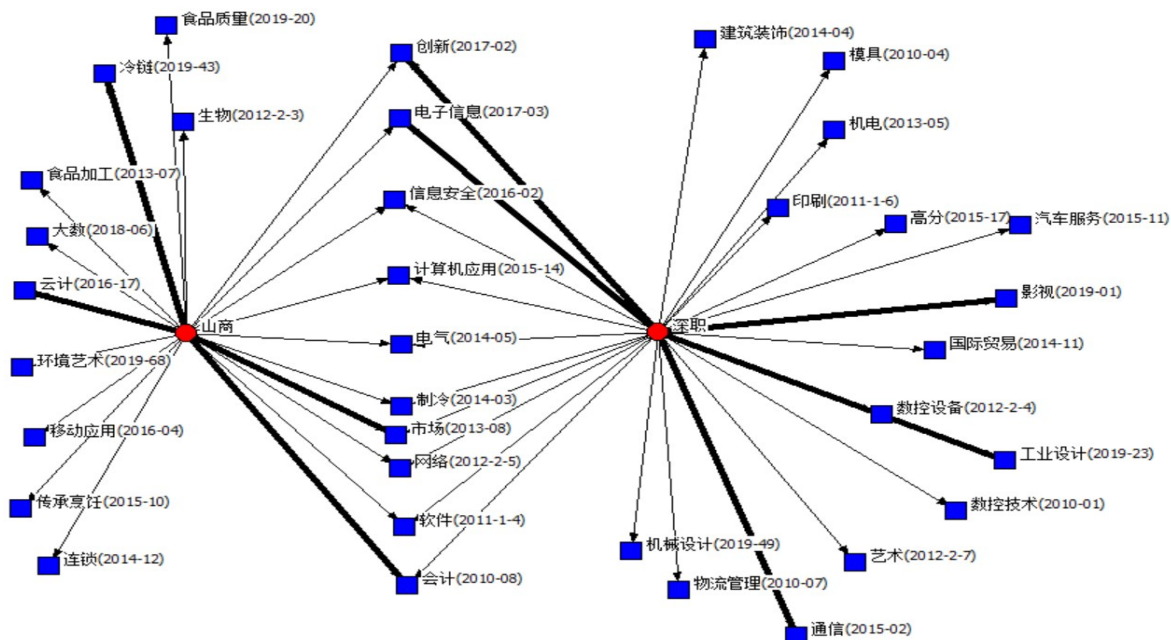 食品质量(2019-20)
冷链(2019-43)
生物(2012-2-3)
食品加工(2013-07)
大数(2018-06)
云计(2016-17)
山商
环境艺术(2019-68)
移动应用(2016-04)
传承烹饪(2015-10)
连锁(2014-12)
创新(2017-02)
电子信息(2017-03)
信息安全(2016-02)
计算机应用(2015-14)
电气(2014-05)
制冷(2014-03)
市场(2013-08)
网络(2012-2-5)
软件(2011-1-4)
会计(2010-08)
建筑装饰(2014-04)
模具(2010-04)
机电(2013-05)
印刷(2011-1-6)
高分(2015-17)
汽车服务(2015-11)
影视(2019-01)
深职
国际贸易(2014-11)
数控设备(2012-2-4)
工业设计(2019-23)
数控技术(2010-01)
机械设计(2019-49)
艺术(2012-2-7)
物流管理(2010-07)
通信(2015-02)